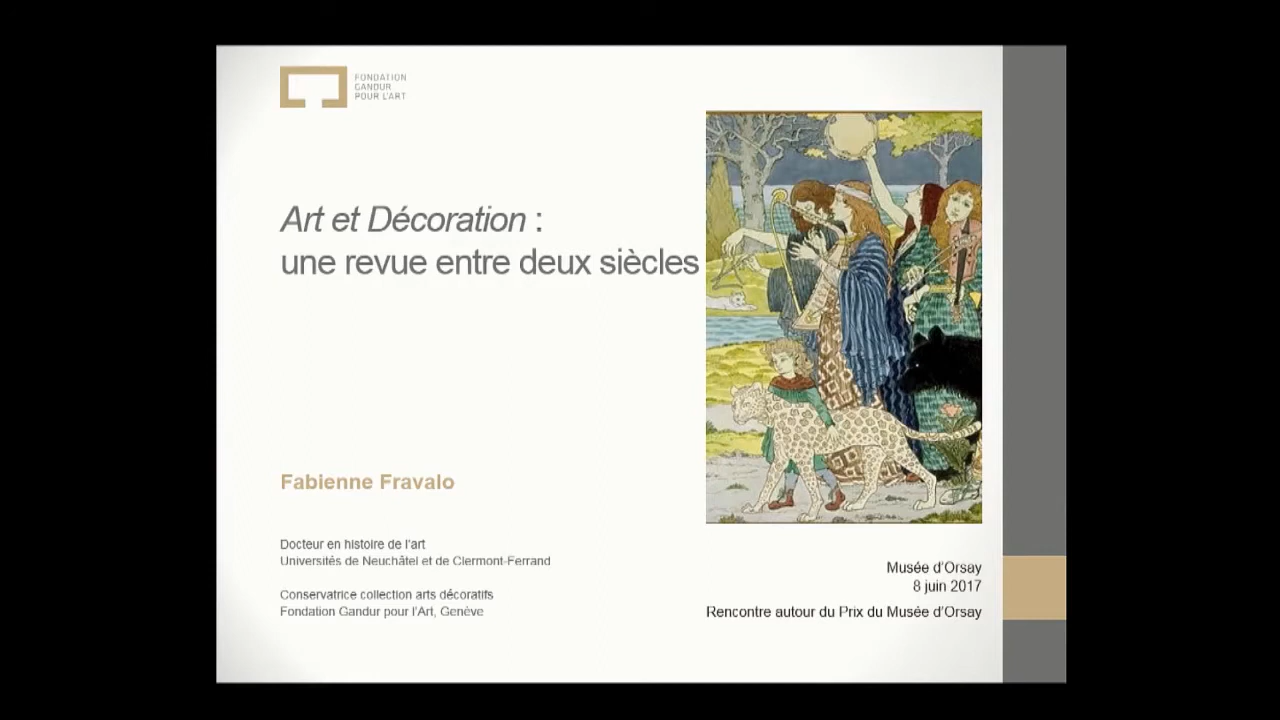 FONDATION
GANDUR
POUR L'ART
Art et Décoration :
une revue entre deux siècles
Fabienne Fravalo
Docteur en histoire de l'art
Universités de Neuchâtel et de Clermont-Ferrand
Conservatrice collection arts décoratifs
Fondation Gandur pour l'Art, Genève
Musée d'Orsay
8 juin 2017
Rencontre autour du Prix du Musée d'Orsay